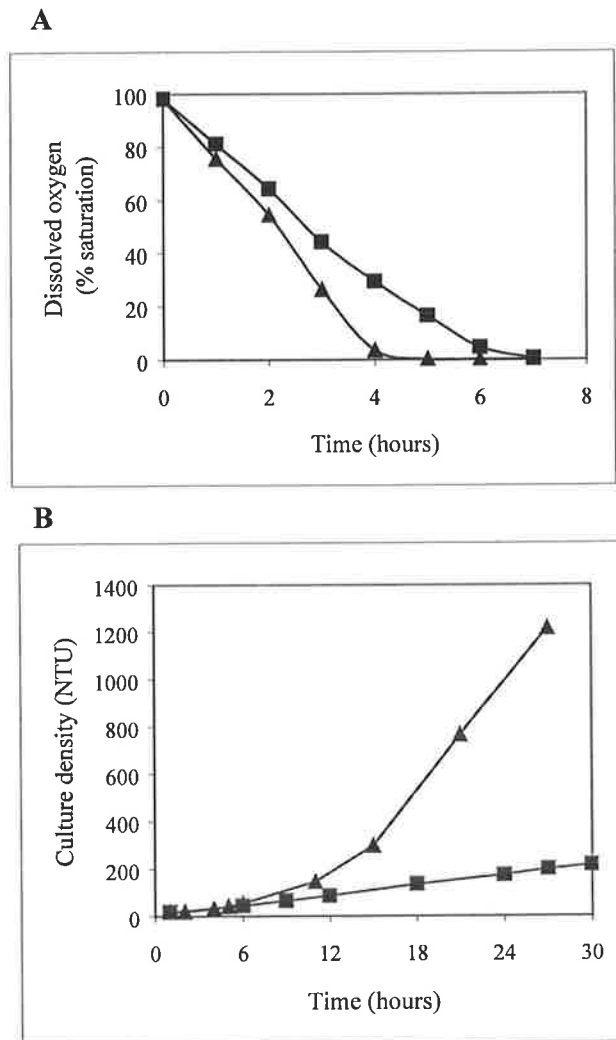 A
Dissolved oxygen
(% saturation)
100
80
60
40
20
0
0 2 4 6 8
Time (hours)
B
Culture density (NTU)
1400
1200
1000
800
600
400
200
0
0 6 12 18 24 30
Time (hours)